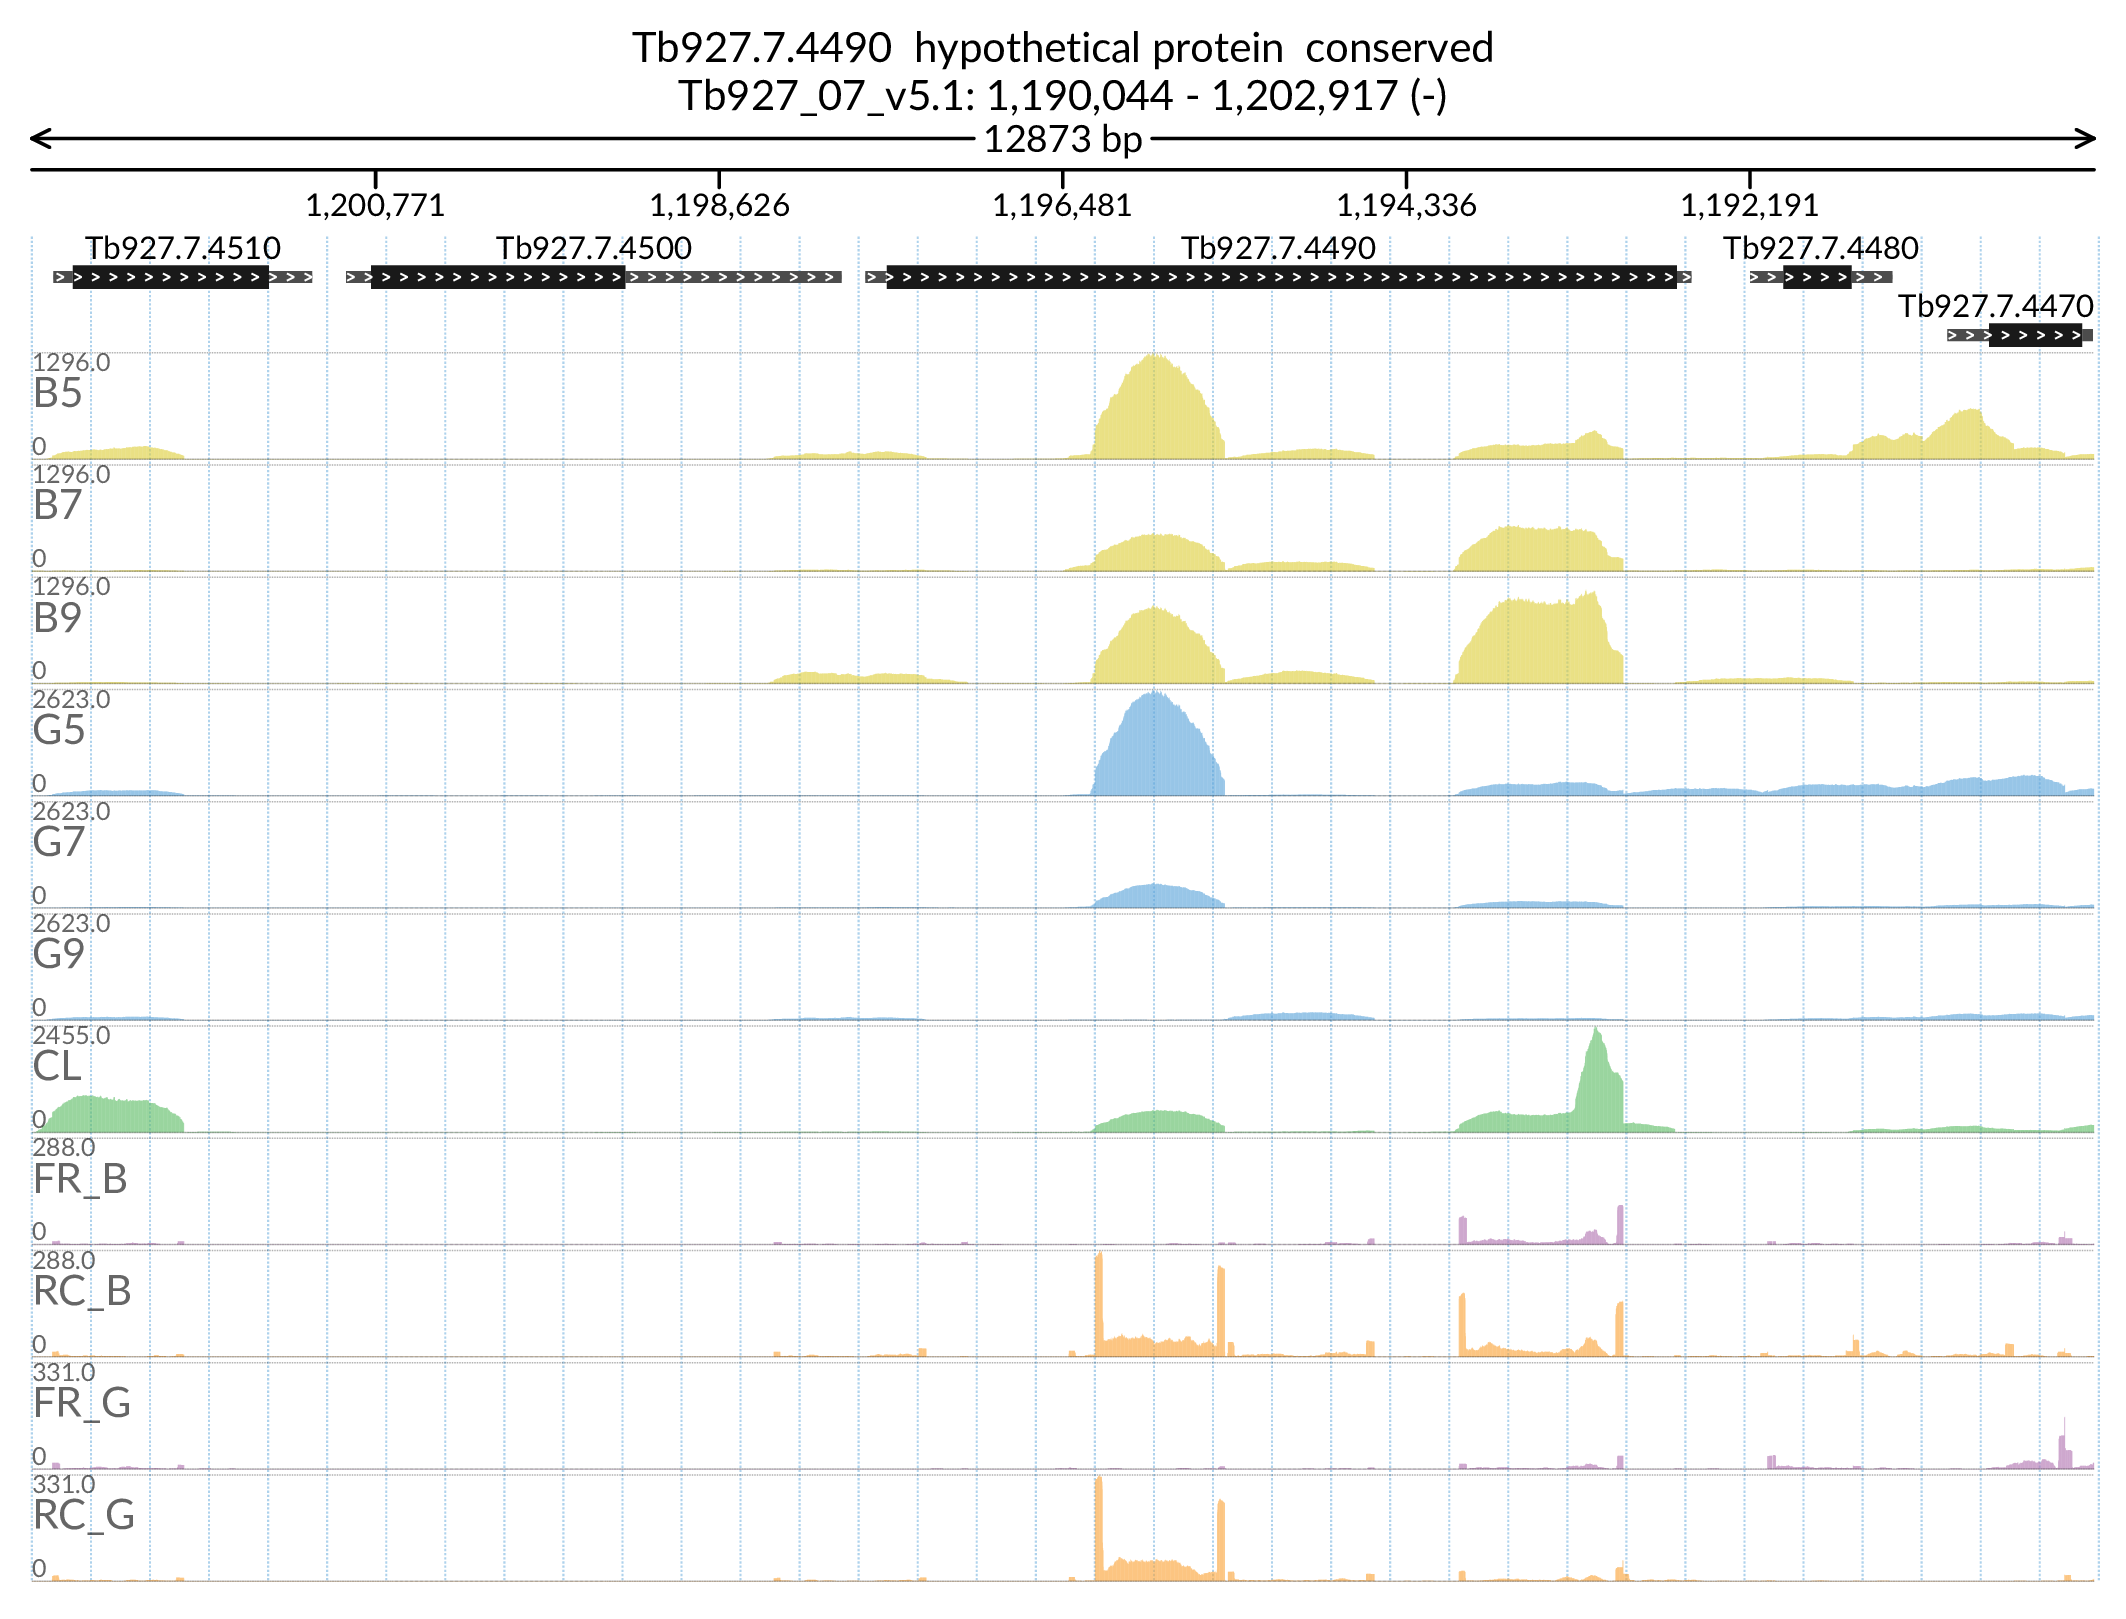 Tb927.7.4490  hypothetical protein  conserved
Tb927_07_v5.1: 1,190,044 - 1,202,917 (-)
12873 bp
1,200,771 1,198,626 1,196,481 1,194,336 1,192,191
Tb927.7.4510 Tb927.7.4500 Tb927.7.4490 Tb927.7.4480
Tb927.7.4470
1296.0
B5
0
1296.0
B7
0
1296.0
B9
0
2623.0
G5
0
2623.0
G7
0
2623.0
G9
0
2455.0
CL
0
288.0
FR_B
0
288.0
RC_B
0
331.0
FR_G
0
331.0
RC_G
0